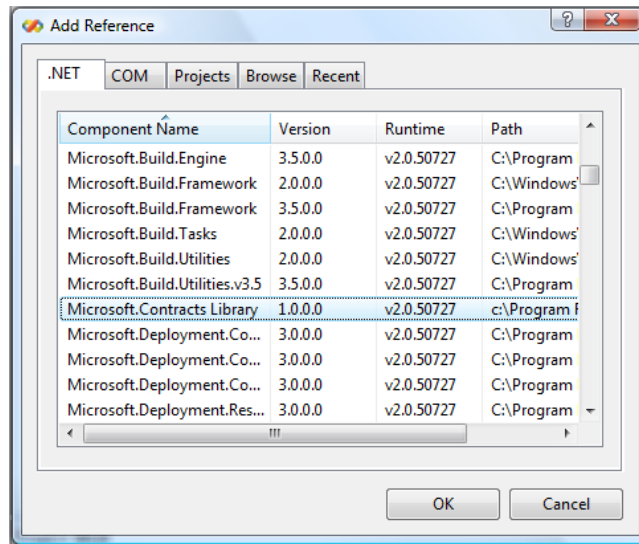 Add Reference
.NET COM Projects Browse Recent
Component Name Version Runtime Path
Microsoft.Build.Engine 3.5.0.0 v2.0.50727 C:\Program
Microsoft.Build.Framework 2.0.0.0 v2.0.50727 C:\Windows\
Microsoft.Build.Framework 3.5.0.0 v2.0.50727 C:\Program
Microsoft.Build.Tasks 2.0.0.0 v2.0.50727 C:\Windows\
Microsoft.Build.Utilities 2.0.0.0 v2.0.50727 C:\Windows\
Microsoft.Build.Utilities.v3.5 3.5.0.0 v2.0.50727 C:\Program
Microsoft.Contracts Library 1.0.0.0 v2.0.50727 c:\Program F
Microsoft.Deployment.Co... 3.0.0.0 v2.0.50727 C:\Program
Microsoft.Deployment.Co... 3.0.0.0 v2.0.50727 C:\Program
Microsoft.Deployment.Co... 3.0.0.0 v2.0.50727 C:\Program
Microsoft.Deployment.Res... 3.0.0.0 v2.0.50727 C:\Program
OK Cancel